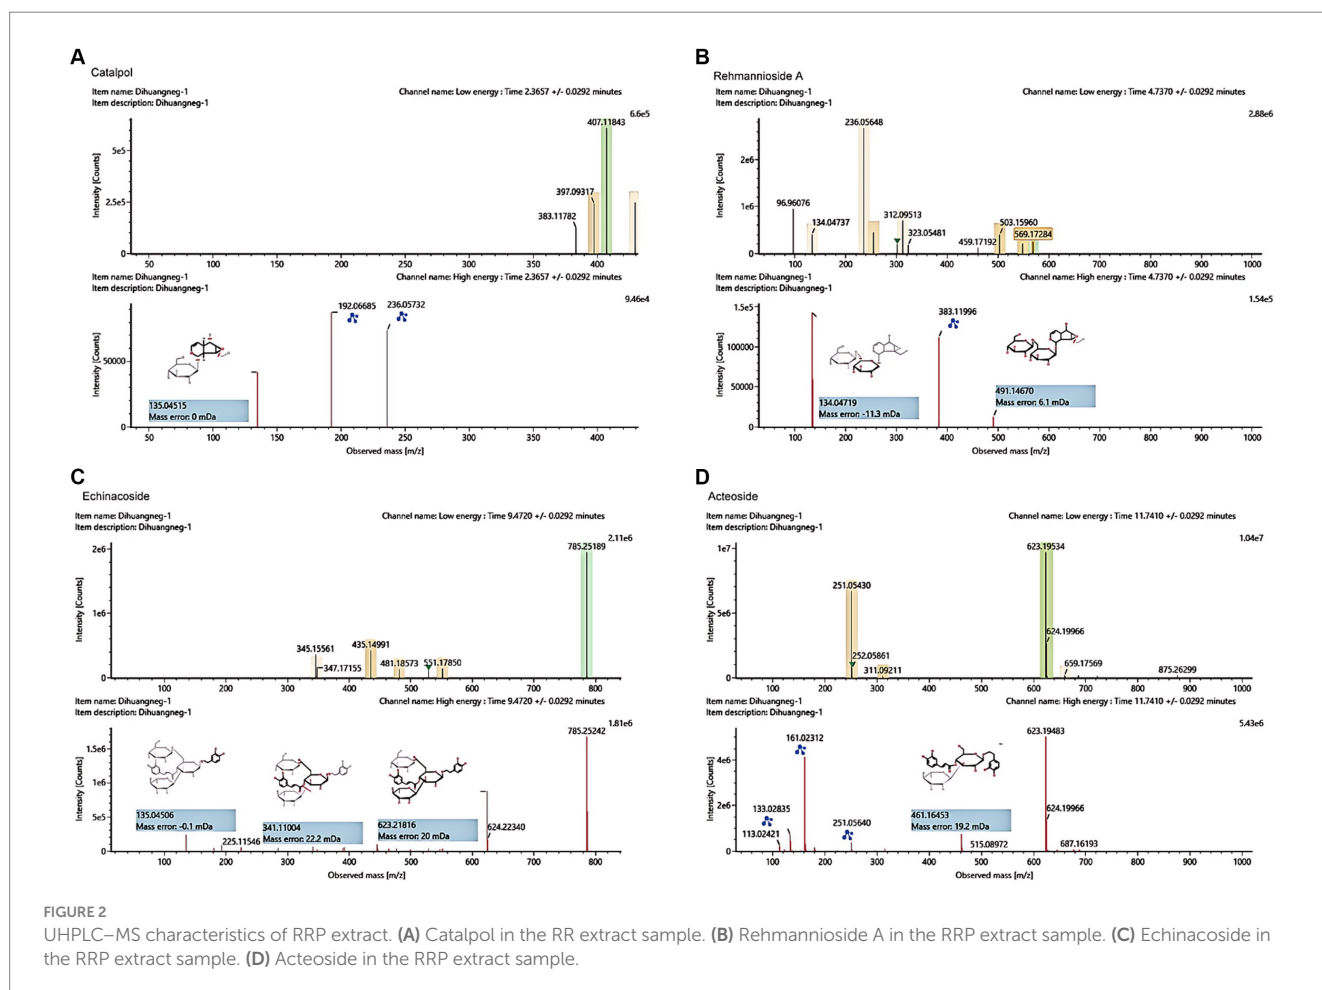 A
Catalpol
Item name: Dihuangneg-1
Item description: Dihuangneg-1
Channel name: Low energy : Time 2.3657 +/- 0.0292 minutes
6.6e5
407.11843
5e5
397.09317
2.5e5
383.11782
0
Intensity [Counts]
50 100 150 200 250 300 350 400
Item name: Dihuangneg-1
Item description: Dihuangneg-1
Channel name: High energy : Time 2.3657 +/- 0.0292 minutes
9.46e4
192.06685
236.05732
50000
135.04515
Mass error: 0 mDa
0
Intensity [Counts]
50 100 150 200 250 300 350 400
Observed mass [m/z]
B
Rehmannioside A
Item name: Dihuangneg-1
Item description: Dihuangneg-1
Channel name: Low energy : Time 4.7370 +/- 0.0292 minutes
2.88e6
236.05648
2e6
96.96076
1e6
134.04737
312.09513
323.05481
459.17192
503.15960
569.17284
0
Intensity [Counts]
100 200 300 400 500 600 700 800 900 1000
Item name: Dihuangneg-1
Item description: Dihuangneg-1
Channel name: High energy : Time 4.7370 +/- 0.0292 minutes
1.54e5
1.5e5
383.11996
100000
50000
134.04719
Mass error: -11.3 mDa
491.14670
Mass error: 6.1 mDa
0
Intensity [Counts]
100 200 300 400 500 600 700 800 900 1000
Observed mass [m/z]
C
Echinacoside
Item name: Dihuangneg-1
Item description: Dihuangneg-1
Channel name: Low energy : Time 9.4720 +/- 0.0292 minutes
2.11e6
785.25189
2e6
1e6
345.15561
347.17155
435.14991
481.18573
551.17850
0
Intensity [Counts]
100 200 300 400 500 600 700 800
Item name: Dihuangneg-1
Item description: Dihuangneg-1
Channel name: High energy : Time 9.4720 +/- 0.0292 minutes
1.81e6
785.25242
1.5e6
1e6
5e5
135.04506
Mass error: -0.1 mDa
225.11546
341.11004
Mass error: 22.2 mDa
623.21816
Mass error: 20 mDa
624.22340
0
Intensity [Counts]
100 200 300 400 500 600 700 800
Observed mass [m/z]
D
Acteoside
Item name: Dihuangneg-1
Item description: Dihuangneg-1
Channel name: Low energy : Time 11.7410 +/- 0.0292 minutes
1.04e7
623.19534
1e7
251.05430
5e6
252.05861
311.09211
624.19966
659.17569
875.26299
0
Intensity [Counts]
100 200 300 400 500 600 700 800 900 1000
Item name: Dihuangneg-1
Item description: Dihuangneg-1
Channel name: High energy : Time 11.7410 +/- 0.0292 minutes
5.43e6
623.19483
161.02312
4e6
2e6
133.02835
113.02421
251.05640
461.16453
Mass error: 19.2 mDa
515.08972
624.19966
687.16193
0
Intensity [Counts]
100 200 300 400 500 600 700 800 900 1000
Observed mass [m/z]
FIGURE 2
UHPLC–MS characteristics of RRP extract. (A) Catalpol in the RR extract sample. (B) Rehmannioside A in the RRP extract sample. (C) Echinacoside in
the RRP extract sample. (D) Acteoside in the RRP extract sample.